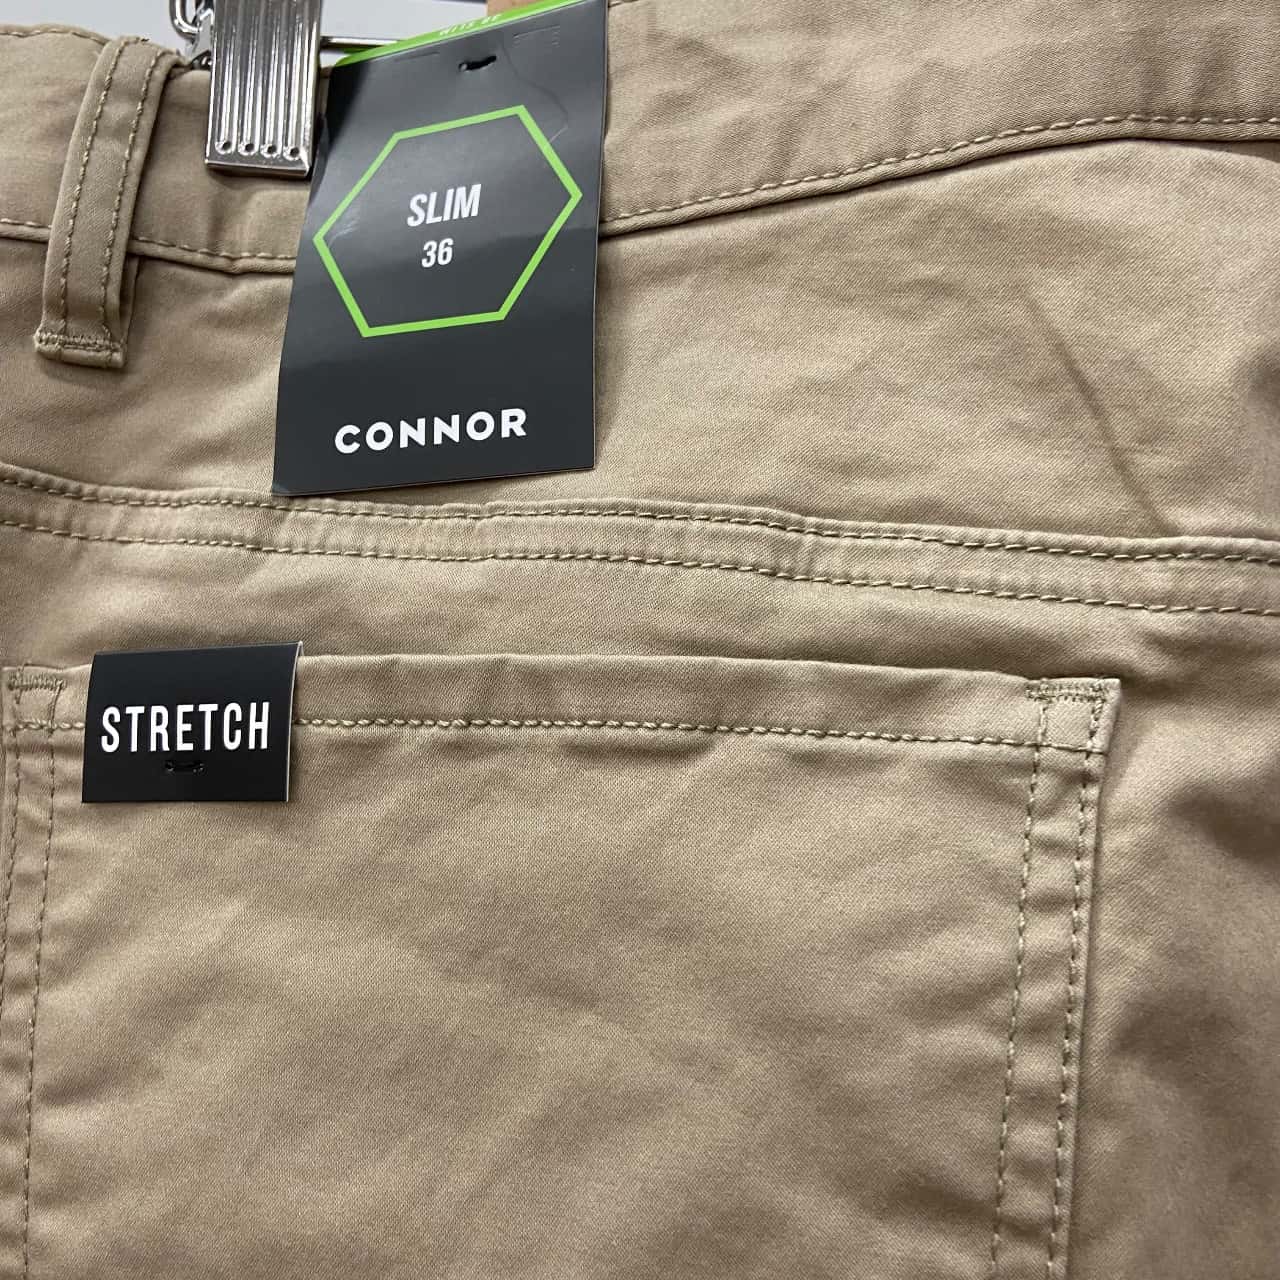 SLIM
36
CONNOR
STRETCH